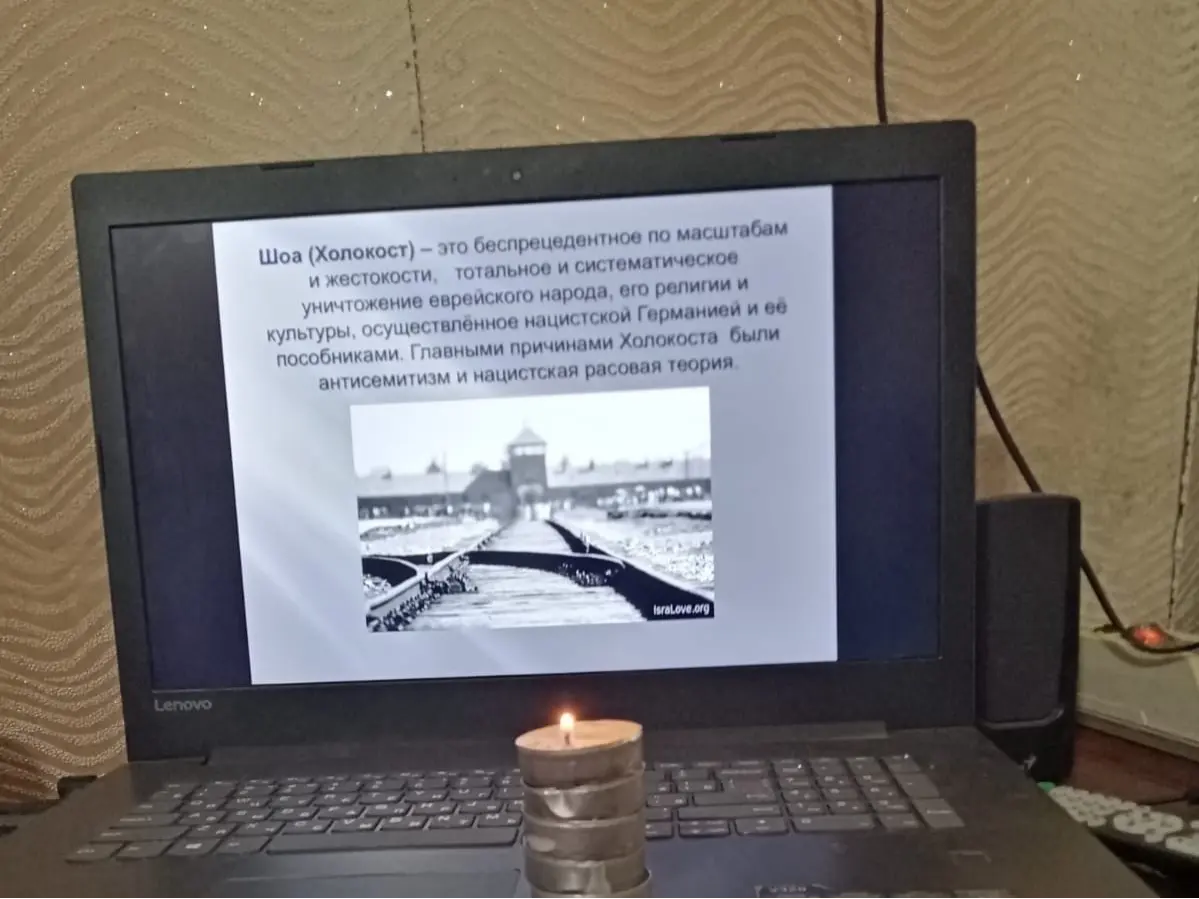 Шоа (Холокост) – это беспрецедентное по масштабам
и жестокости, тотальное и систематическое
уничтожение еврейского народа, его религии и
культуры, осуществлённое нацистской Германией и её
пособниками. Главными причинами Холокоста были
антисемитизм и нацистская расовая теория.
IsraLove.org
Lenovo